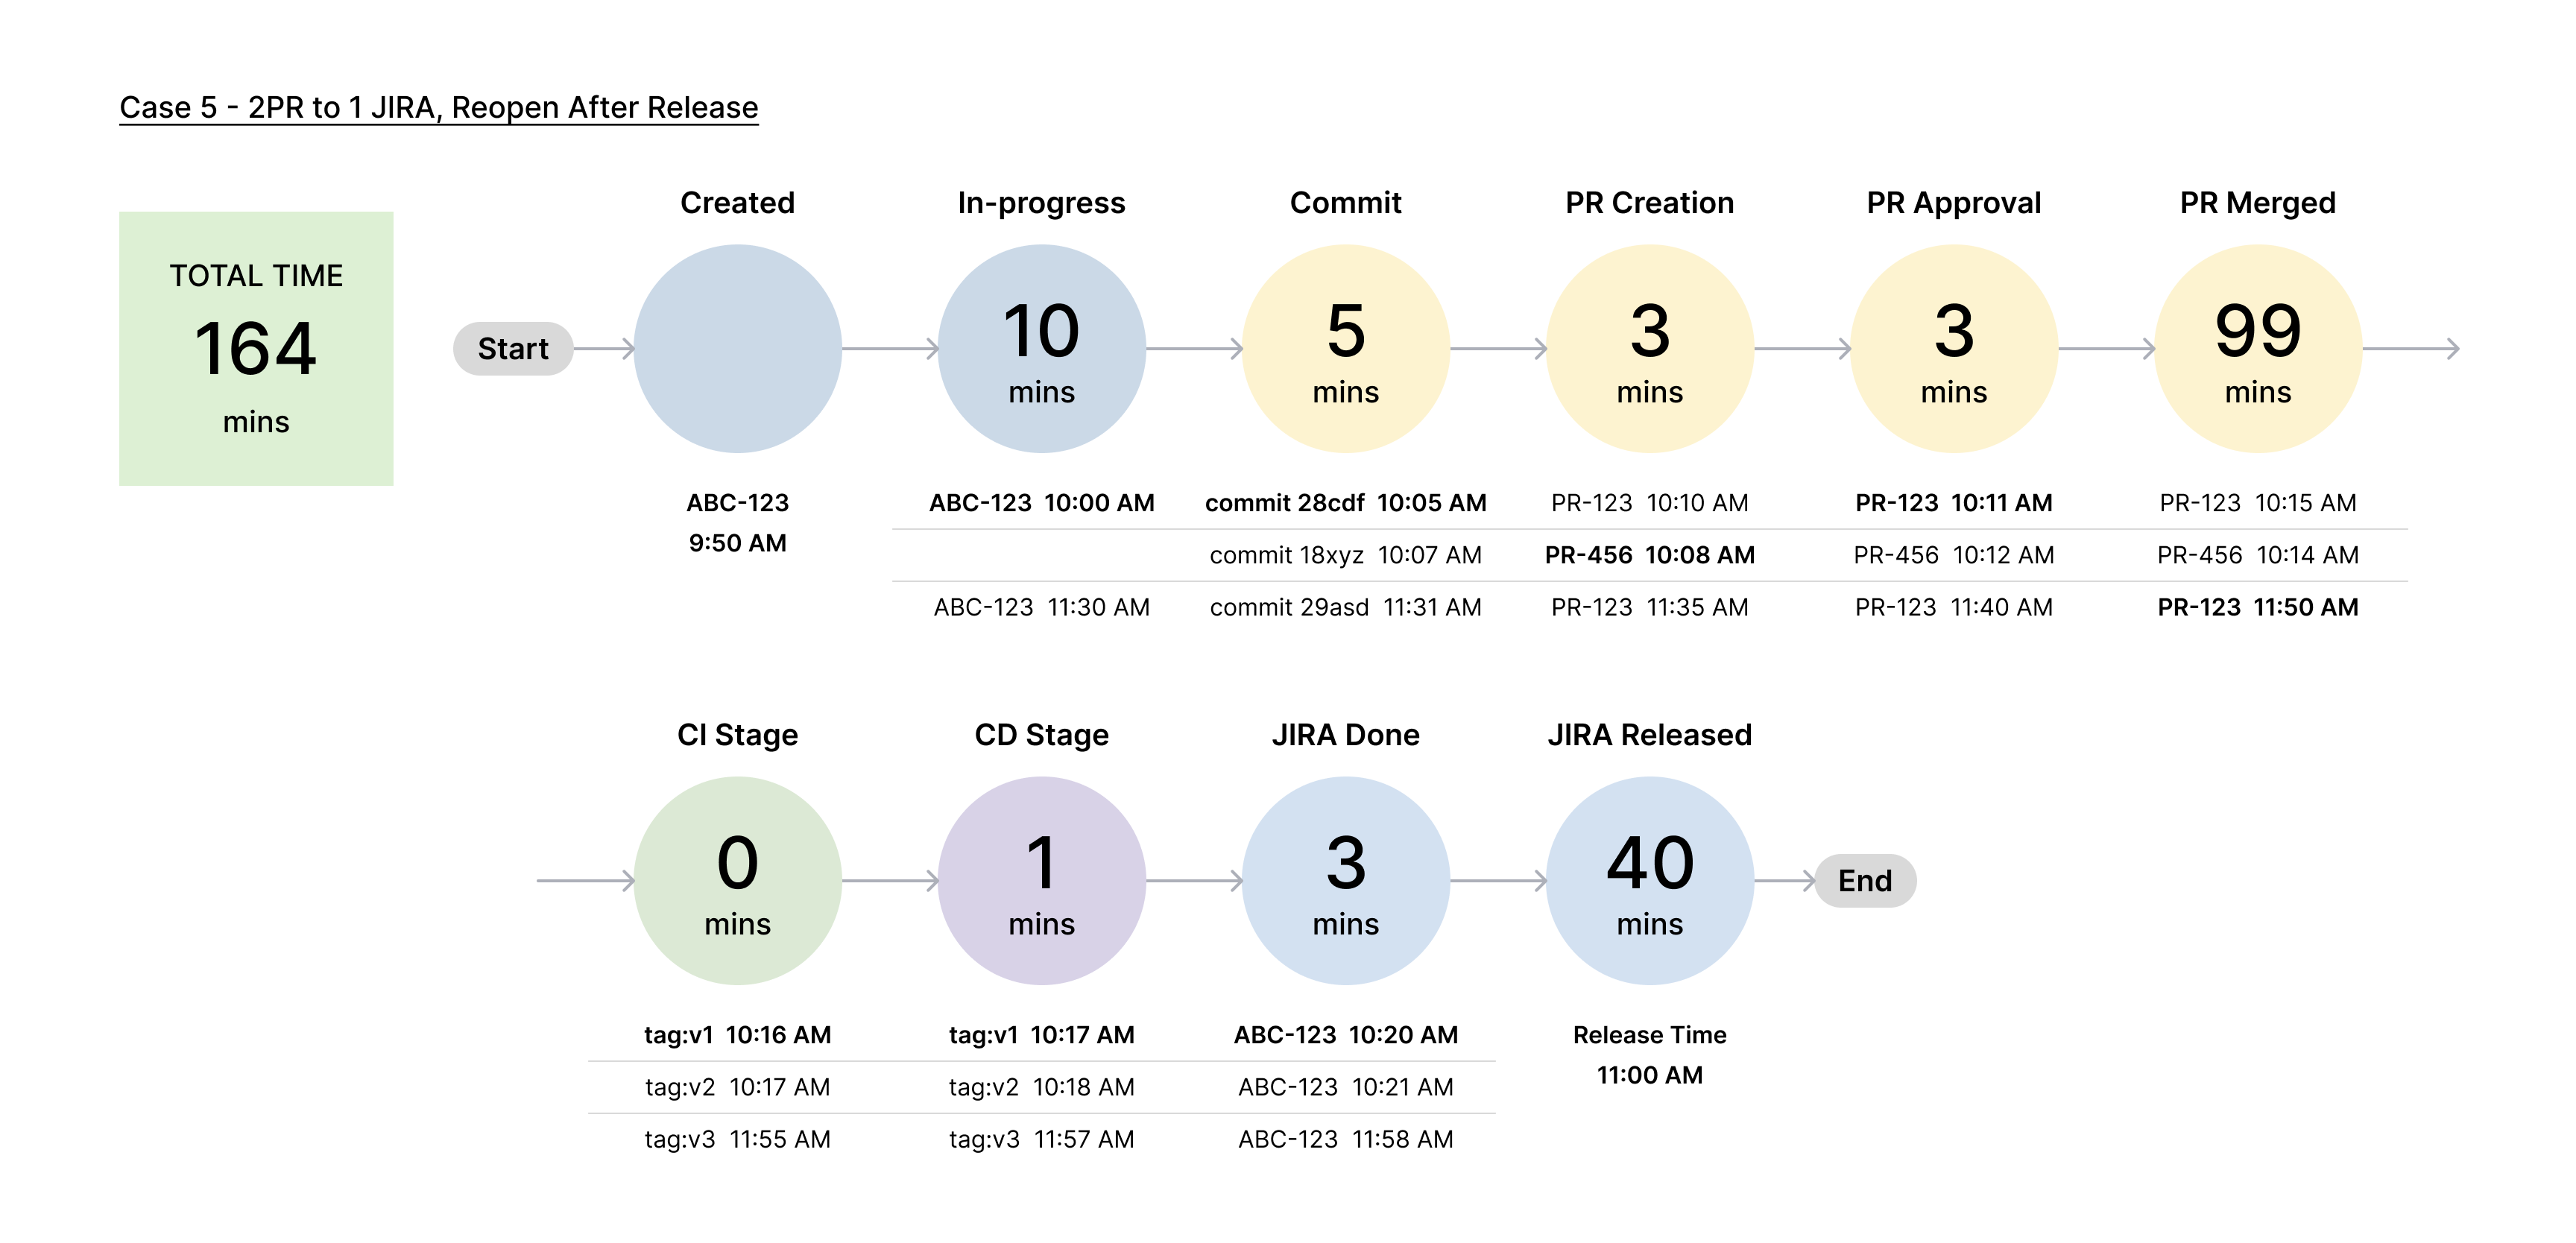 Case 5 - 2PR to 1 JIRA, Reopen After Release
TOTAL TIME
164
mins
Start
Created
In-progress
Commit
PR Creation
PR Approval
PR Merged
10
mins
5
mins
3
mins
3
mins
99
mins
ABC-123
9:50 AM
ABC-123 10:00 AM
commit 28cdf 10:05 AM
PR-123 10:10 AM
PR-123 10:11 AM
PR-123 10:15 AM
commit 18xyz 10:07 AM
PR-456 10:08 AM
PR-456 10:12 AM
PR-456 10:14 AM
ABC-123 11:30 AM
commit 29asd 11:31 AM
PR-123 11:35 AM
PR-123 11:40 AM
PR-123 11:50 AM
CI Stage
CD Stage
JIRA Done
JIRA Released
0
mins
1
mins
3
mins
40
mins
End
tag:v1 10:16 AM
tag:v1 10:17 AM
ABC-123 10:20 AM
Release Time
11:00 AM
tag:v2 10:17 AM
tag:v2 10:18 AM
ABC-123 10:21 AM
tag:v3 11:55 AM
tag:v3 11:57 AM
ABC-123 11:58 AM